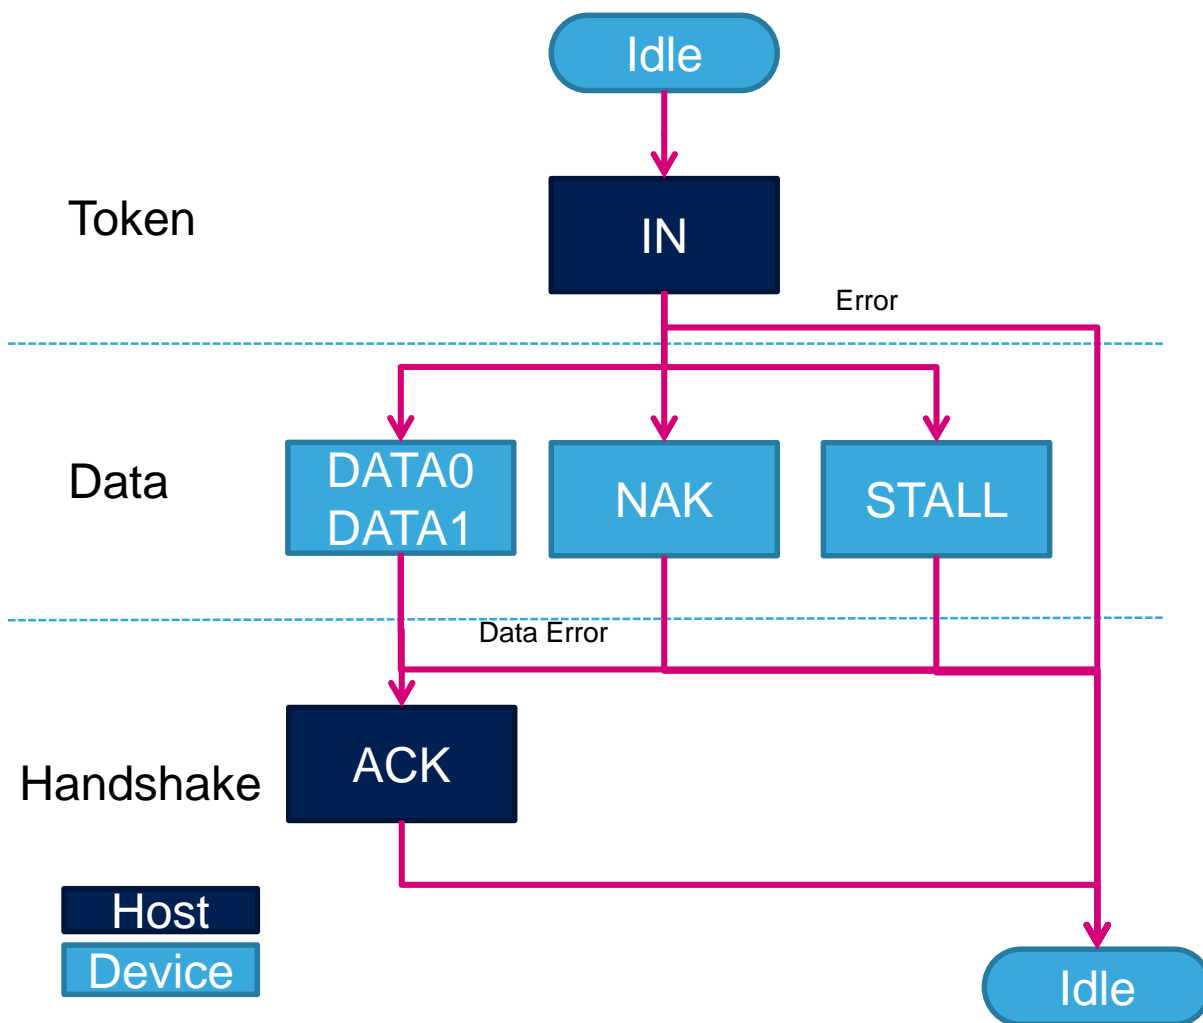 Idle
Token
IN
Error
Data
DATA0
DATA1
NAK
STALL
Data Error
Handshake
ACK
Host
Device
Idle